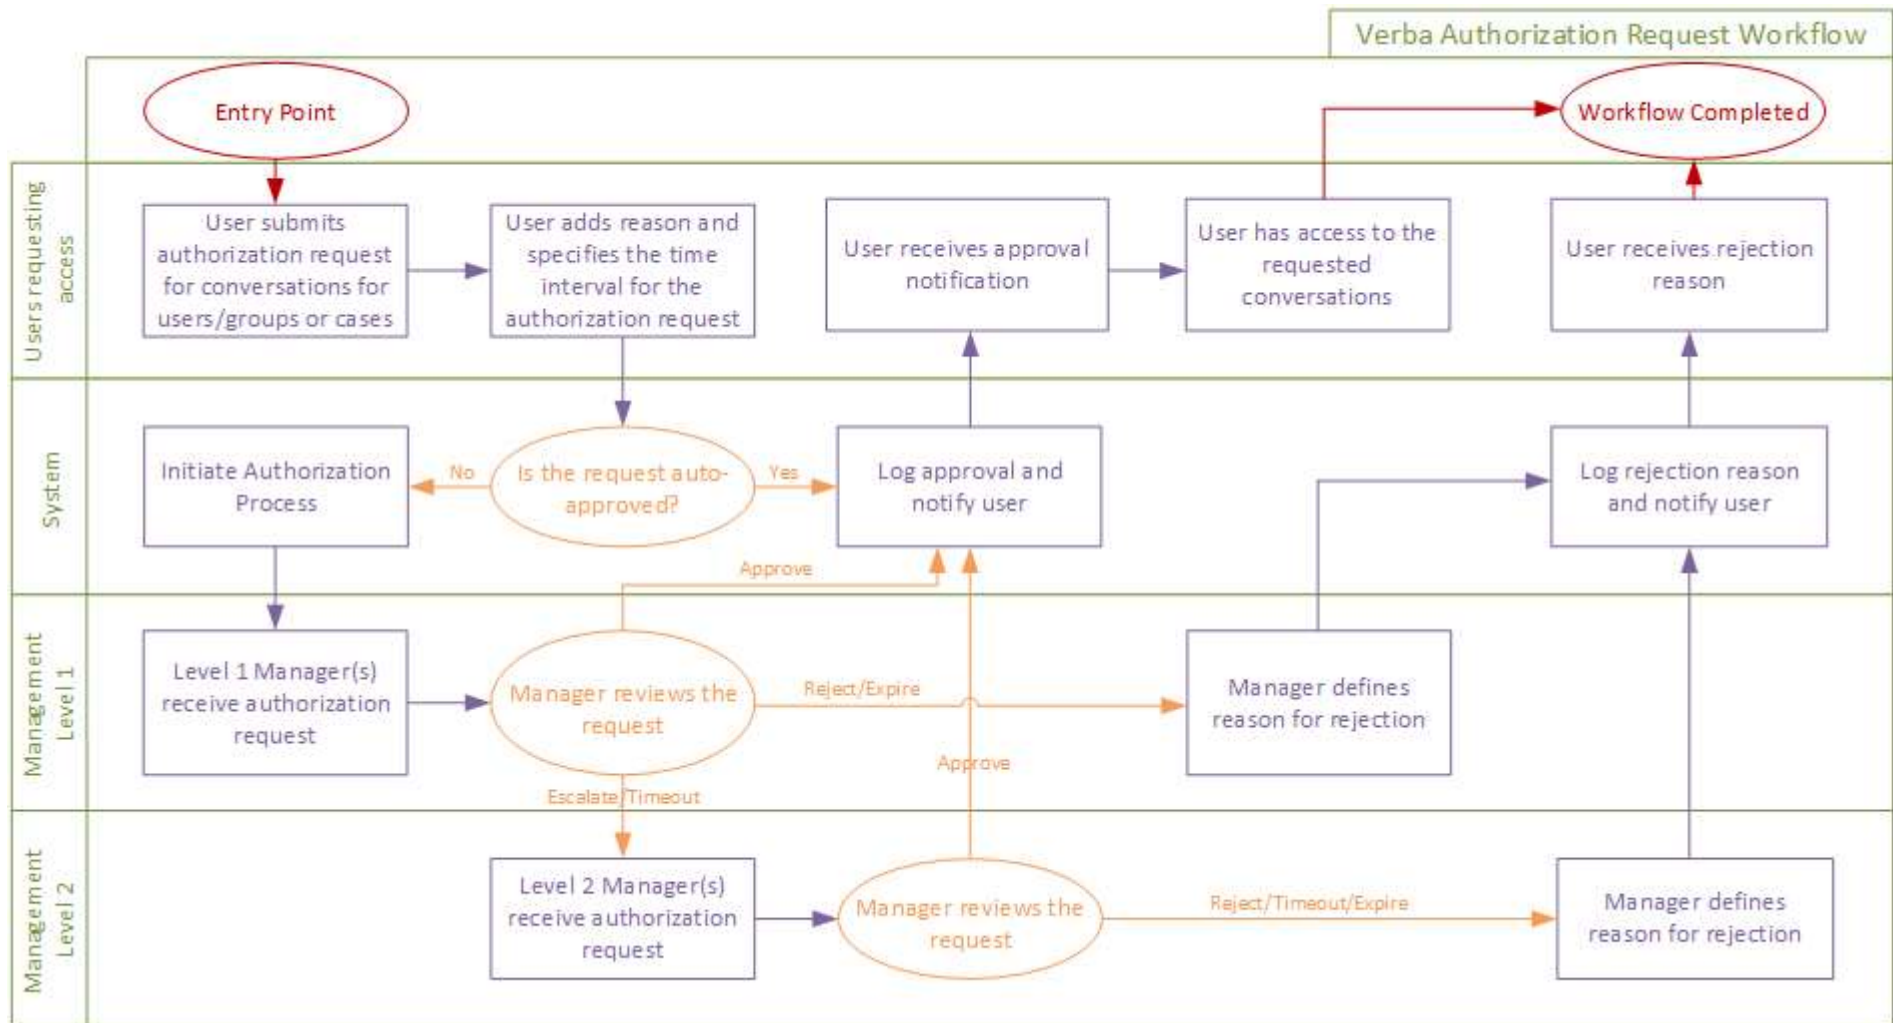 Verba Authorization Request Workflow
Entry Point
Workflow Completed
Users requesting
access
User submits
authorization request
for conversations for
users/groups or cases
User adds reason and
specifies the time
interval for the
authorization request
User receives approval
notification
User has access to the
requested
conversations
User receives rejection
reason
System
Initiate Authorization
Process
No
Is the request auto-
approved?
Yes
Log approval and
notify user
Log rejection reason
and notify user
Approve
Management
Level 1
Level 1 Manager(s)
receive authorization
request
Manager reviews the
request
Reject/Expire
Manager defines
reason for rejection
Approve
Escalate/Timeout
Management
Level 2
Level 2 Manager(s)
receive authorization
request
Manager reviews the
request
Reject/Timeout/Expire
Manager defines
reason for rejection